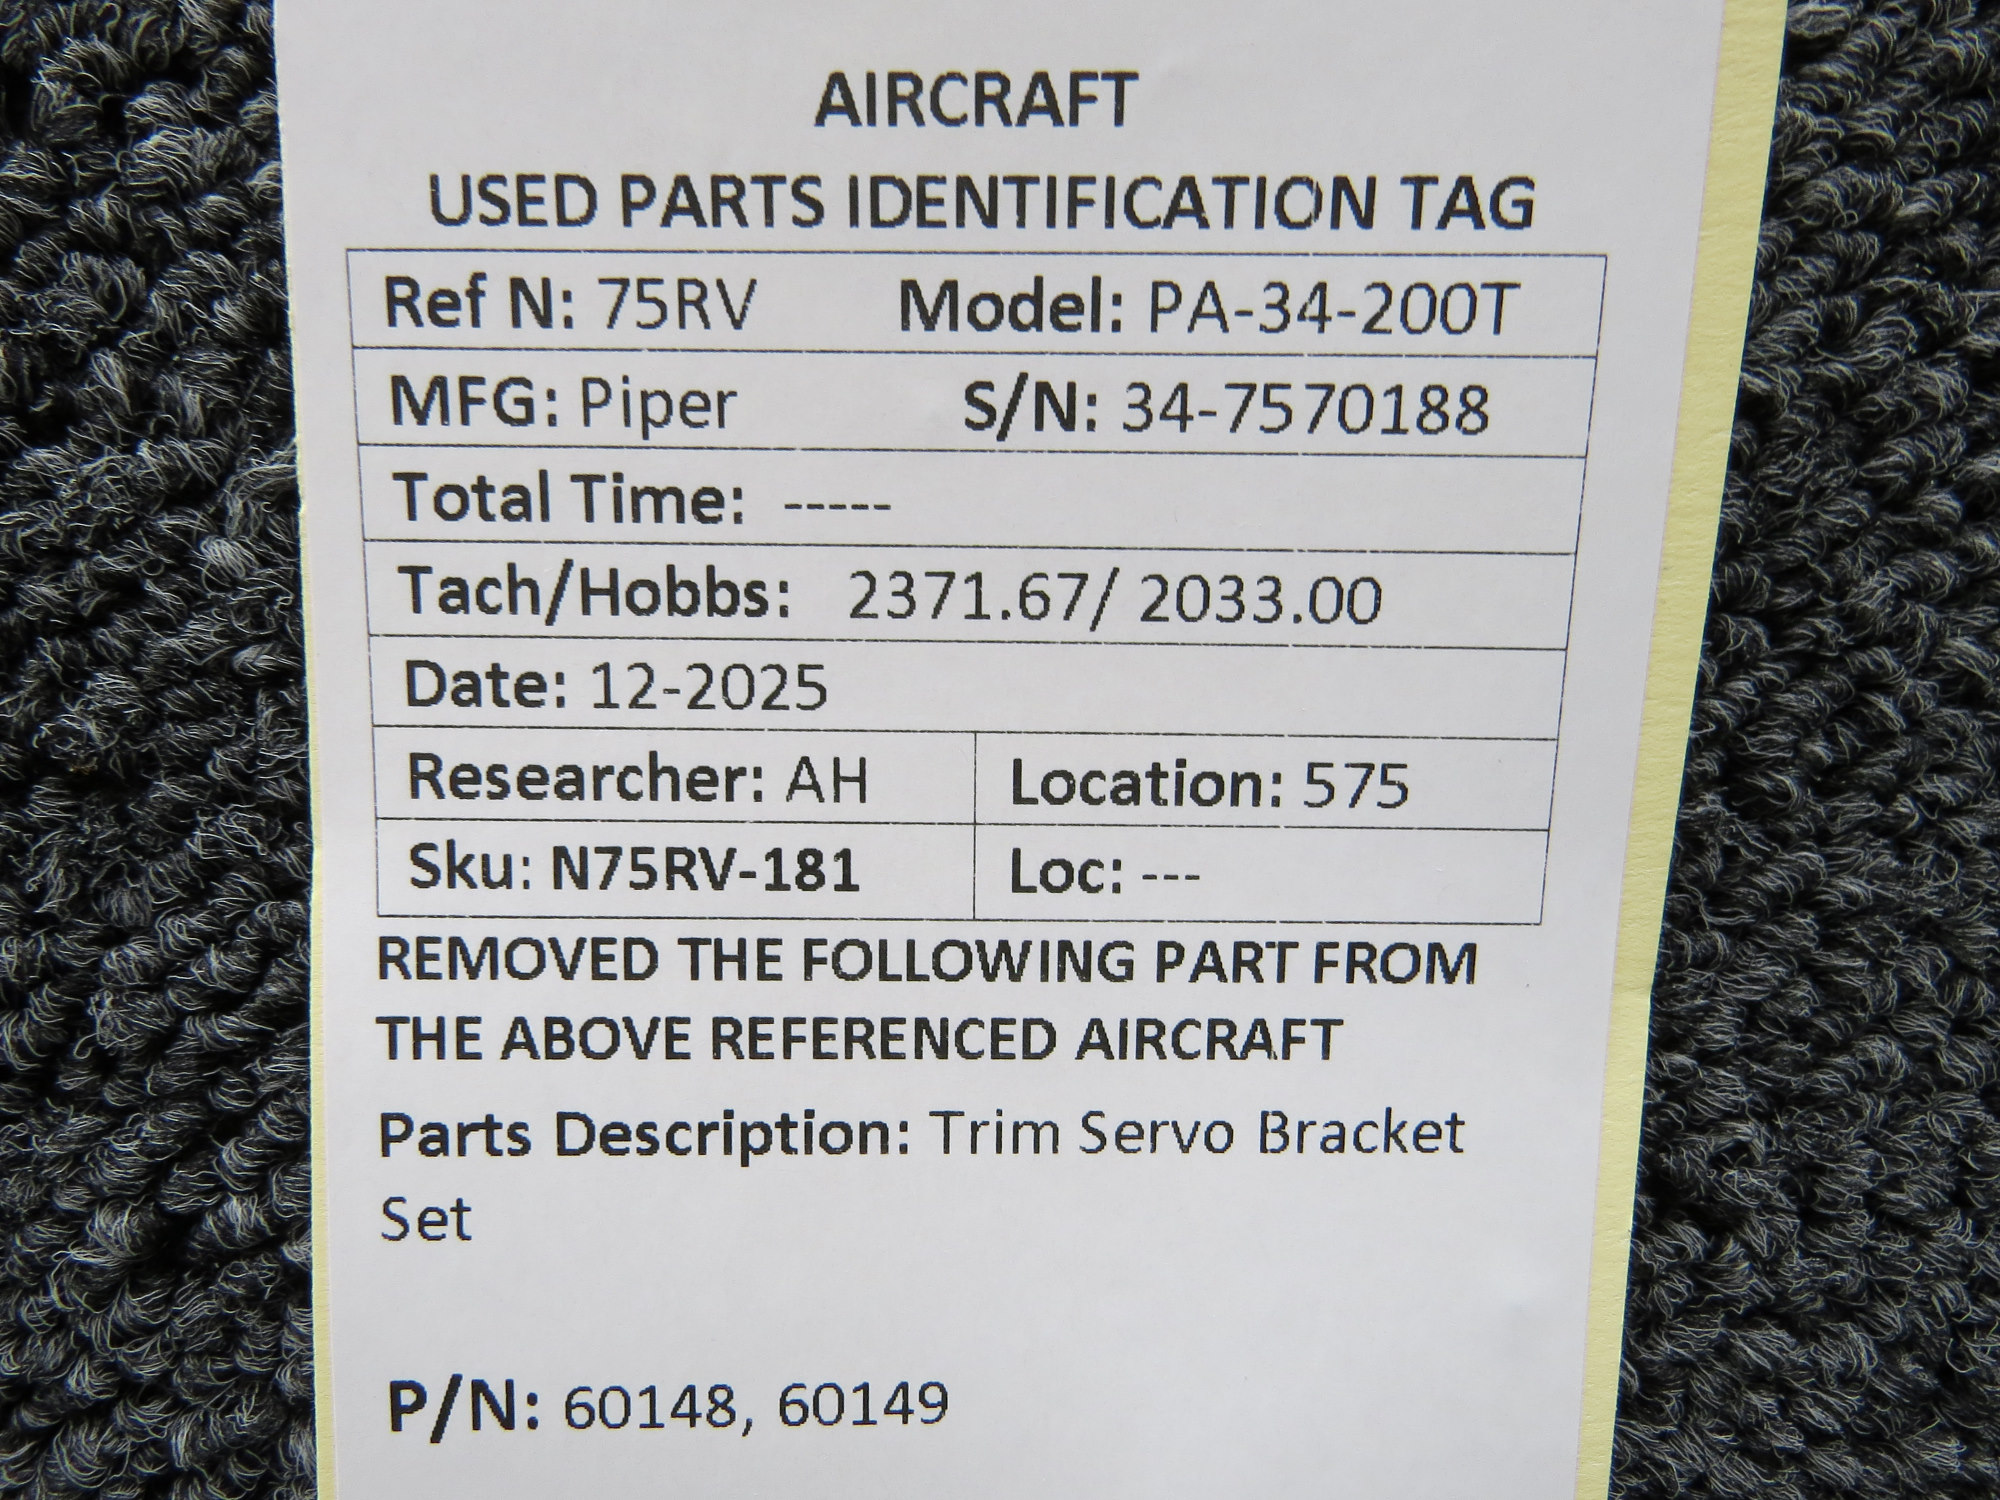 AIRCRAFT
USED PARTS IDENTIFICATION TAG
Ref N: 75RV Model: PA-34-200T
MFG: Piper S/N: 34-7570188
Total Time: -----
Tach/Hobbs: 2371.67/ 2033.00
Date: 12-2025
Researcher: AH Location: 575
Sku: N75RV-181 Loc: ---
REMOVED THE FOLLOWING PART FROM
THE ABOVE REFERENCED AIRCRAFT
Parts Description: Trim Servo Bracket
Set
P/N: 60148, 60149